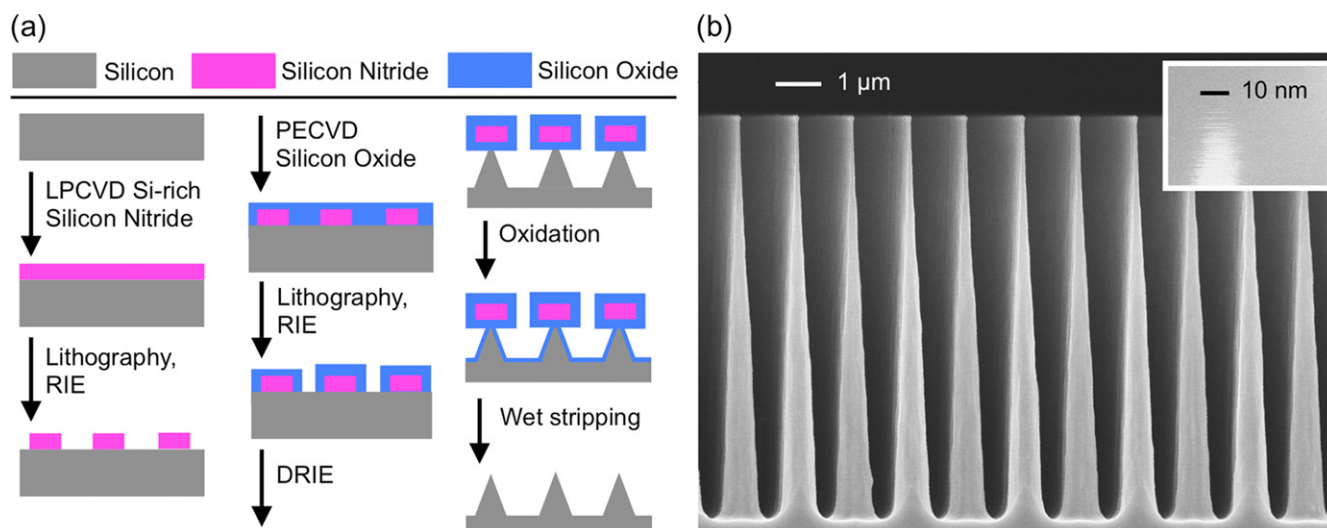 (a)
Silicon
Silicon Nitride
Silicon Oxide
LPCVD Si-rich
Silicon Nitride
Lithography,
RIE
PECVD
Silicon Oxide
Lithography,
RIE
DRIE
Oxidation
Wet stripping
(b)
1 μm
10 nm